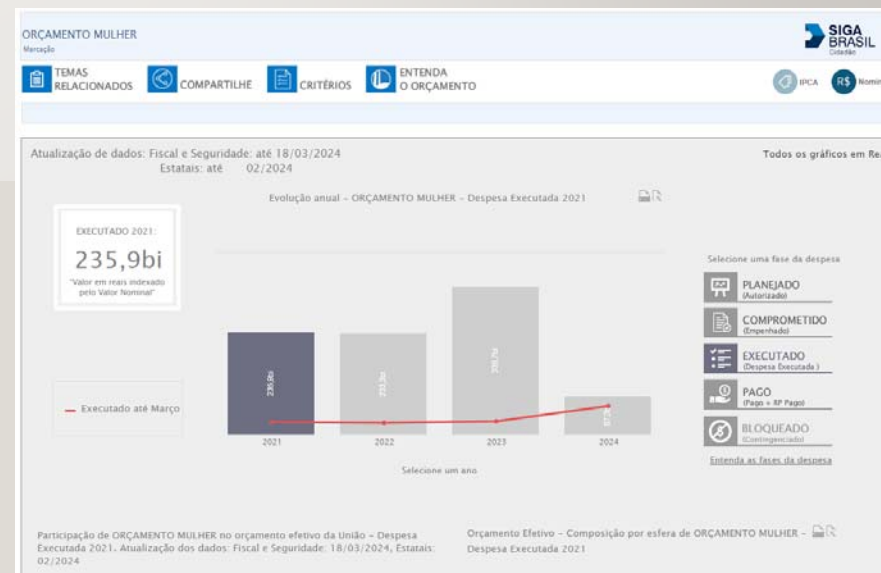 ORÇAMENTO MULHER
Marcação
SIGA
BRASIL
Cidadão
TEMAS
RELACIONADOS
COMPARTILHE
CRITÉRIOS
ENTENDA
O ORÇAMENTO
IPCA
R$
Atualização de dados: Fiscal e Seguridade: até 18/03/2024
Estatais: até 02/2024
Todos os gráficos em
Evolução anual - ORÇAMENTO MULHER - Despesa Executada 2021
EXECUTADO 2021:
235,9bi
"Valor em reais indexado
pelo Valor Nominal"
Selecione uma fase da despesa
PLANEJADO
(Autorizado)
COMPROMETIDO
(Empenhado)
EXECUTADO
(Despesa Executada )
PAGO
(Pago + RP Pago)
BLOQUEADO
(Contingenciado)
Entenda as fases da despesa
235,9bi
Executado até Março
2021
2022
2023
2024
Selecione um ano
Participação de ORÇAMENTO MULHER no orçamento efetivo da União - Despesa
Executada 2021. Atualização dos dados: Fiscal e Seguridade: 18/03/2024, Estatais:
02/2024
Orçamento Efetivo - Composição por esfera de ORÇAMENTO MULHER -
Despesa Executada 2021